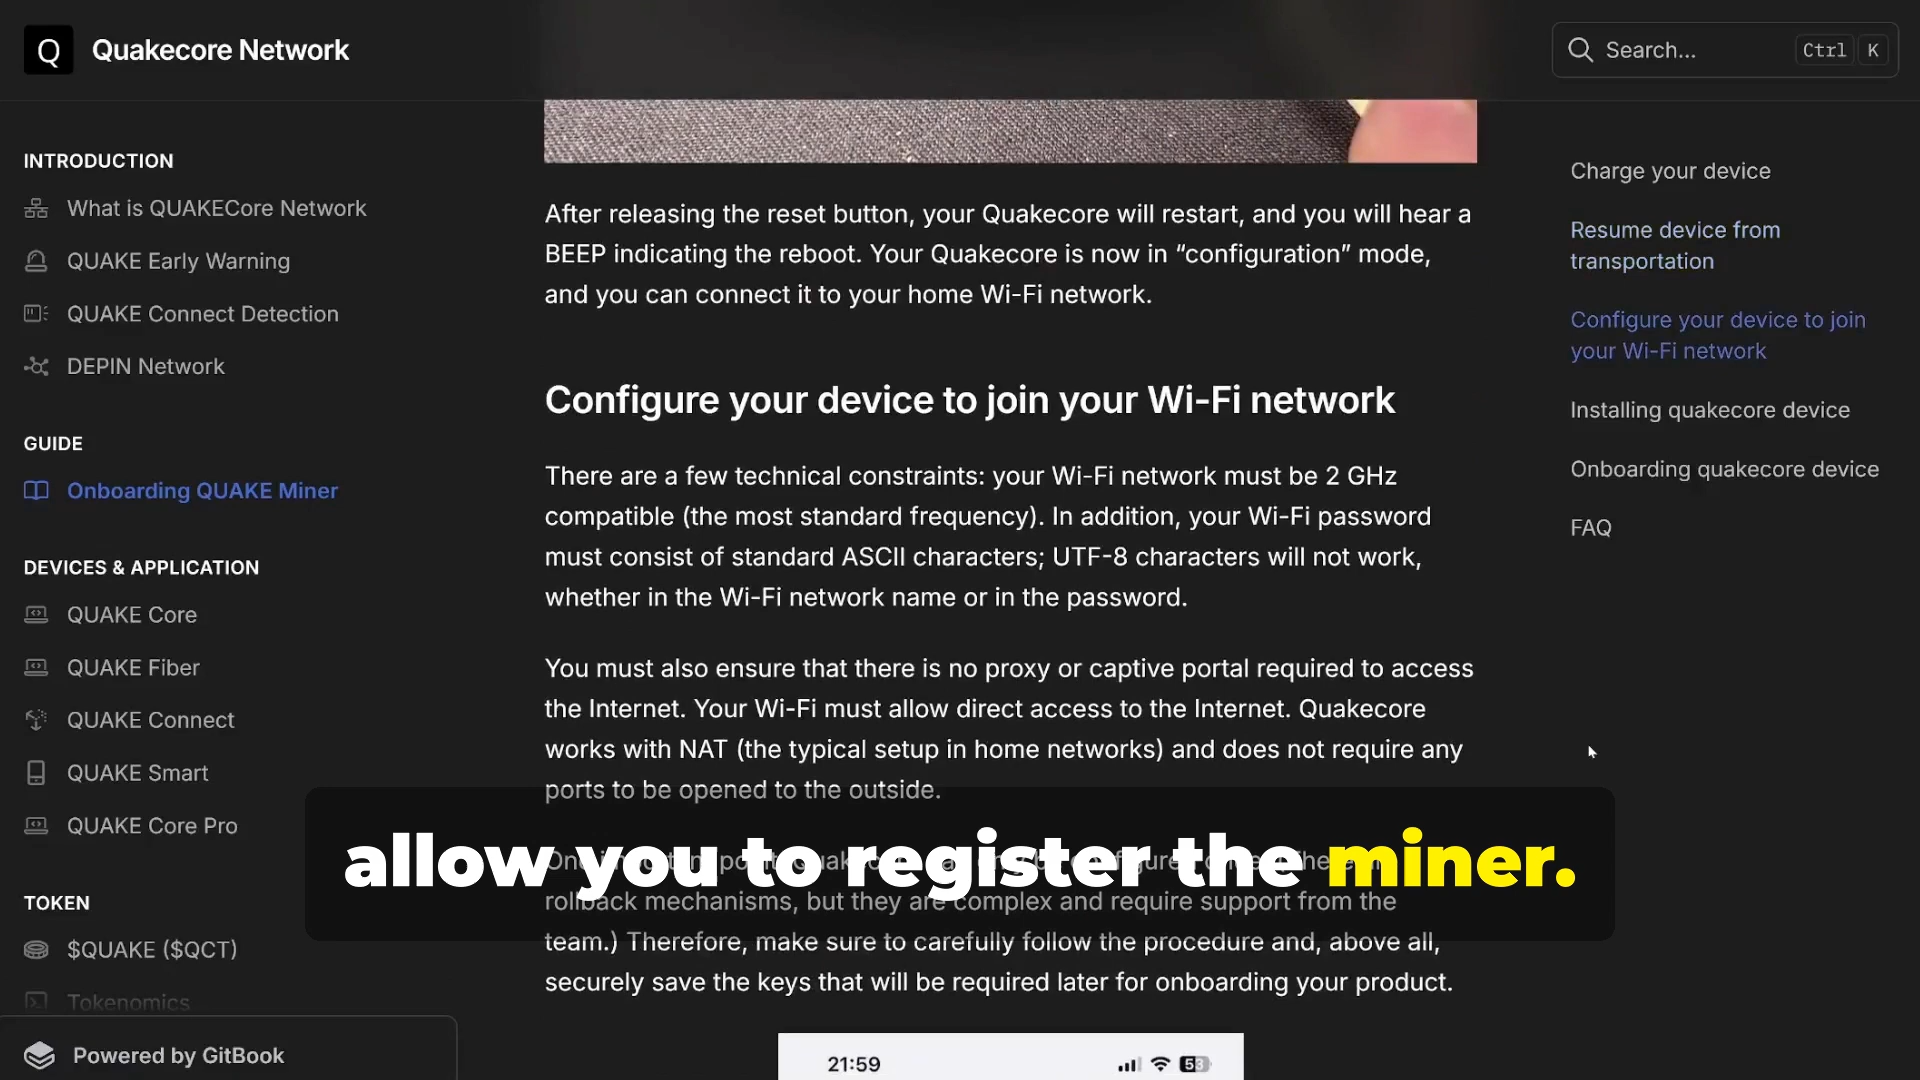 Q Quakecore Network
Search... Ctrl K
INTRODUCTION
What is QUAKECore Network
QUAKE Early Warning
QUAKE Connect Detection
DEPIN Network
GUIDE
Onboarding QUAKE Miner
DEVICES & APPLICATION
QUAKE Core
QUAKE Fiber
QUAKE Connect
QUAKE Smart
QUAKE Core Pro
TOKEN
$QUAKE ($QCT)
Tokenomics
Powered by GitBook
After releasing the reset button, your Quakecore will restart, and you will hear a
BEEP indicating the reboot. Your Quakecore is now in “configuration” mode,
and you can connect it to your home Wi-Fi network.
Configure your device to join your Wi-Fi network
There are a few technical constraints: your Wi-Fi network must be 2 GHz
compatible (the most standard frequency). In addition, your Wi-Fi password
must consist of standard ASCII characters; UTF-8 characters will not work,
whether in the Wi-Fi network name or in the password.
You must also ensure that there is no proxy or captive portal required to access
the Internet. Your Wi-Fi must allow direct access to the Internet. Quakecore
works with NAT (the typical setup in home networks) and does not require any
ports to be opened to the outside.
allow you to register the miner.
rollback mechanisms, but they are complex and require support from the
team.) Therefore, make sure to carefully follow the procedure and, above all,
securely save the keys that will be required later for onboarding your product.
21:59
53
Charge your device
Resume device from
transportation
Configure your device to join
your Wi-Fi network
Installing quakecore device
Onboarding quakecore device
FAQ